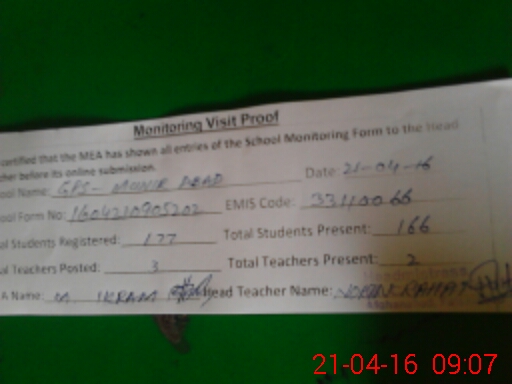 Monitoring Visit Proof
certified that the MEA has shown all entries of the School Monitoring Form to the Head
cher before its online submission.
ool Name: GPS- MUNIR ABAD Date: 21-04-16
ool Form No: EMIS Code:
al Students Registered: 177 Total Students Present: 166
al Teachers Posted: 3 Total Teachers Present: 2
A Name: M. IKRAM Head Teacher Name:
Headmistress
21-04-16 09:07